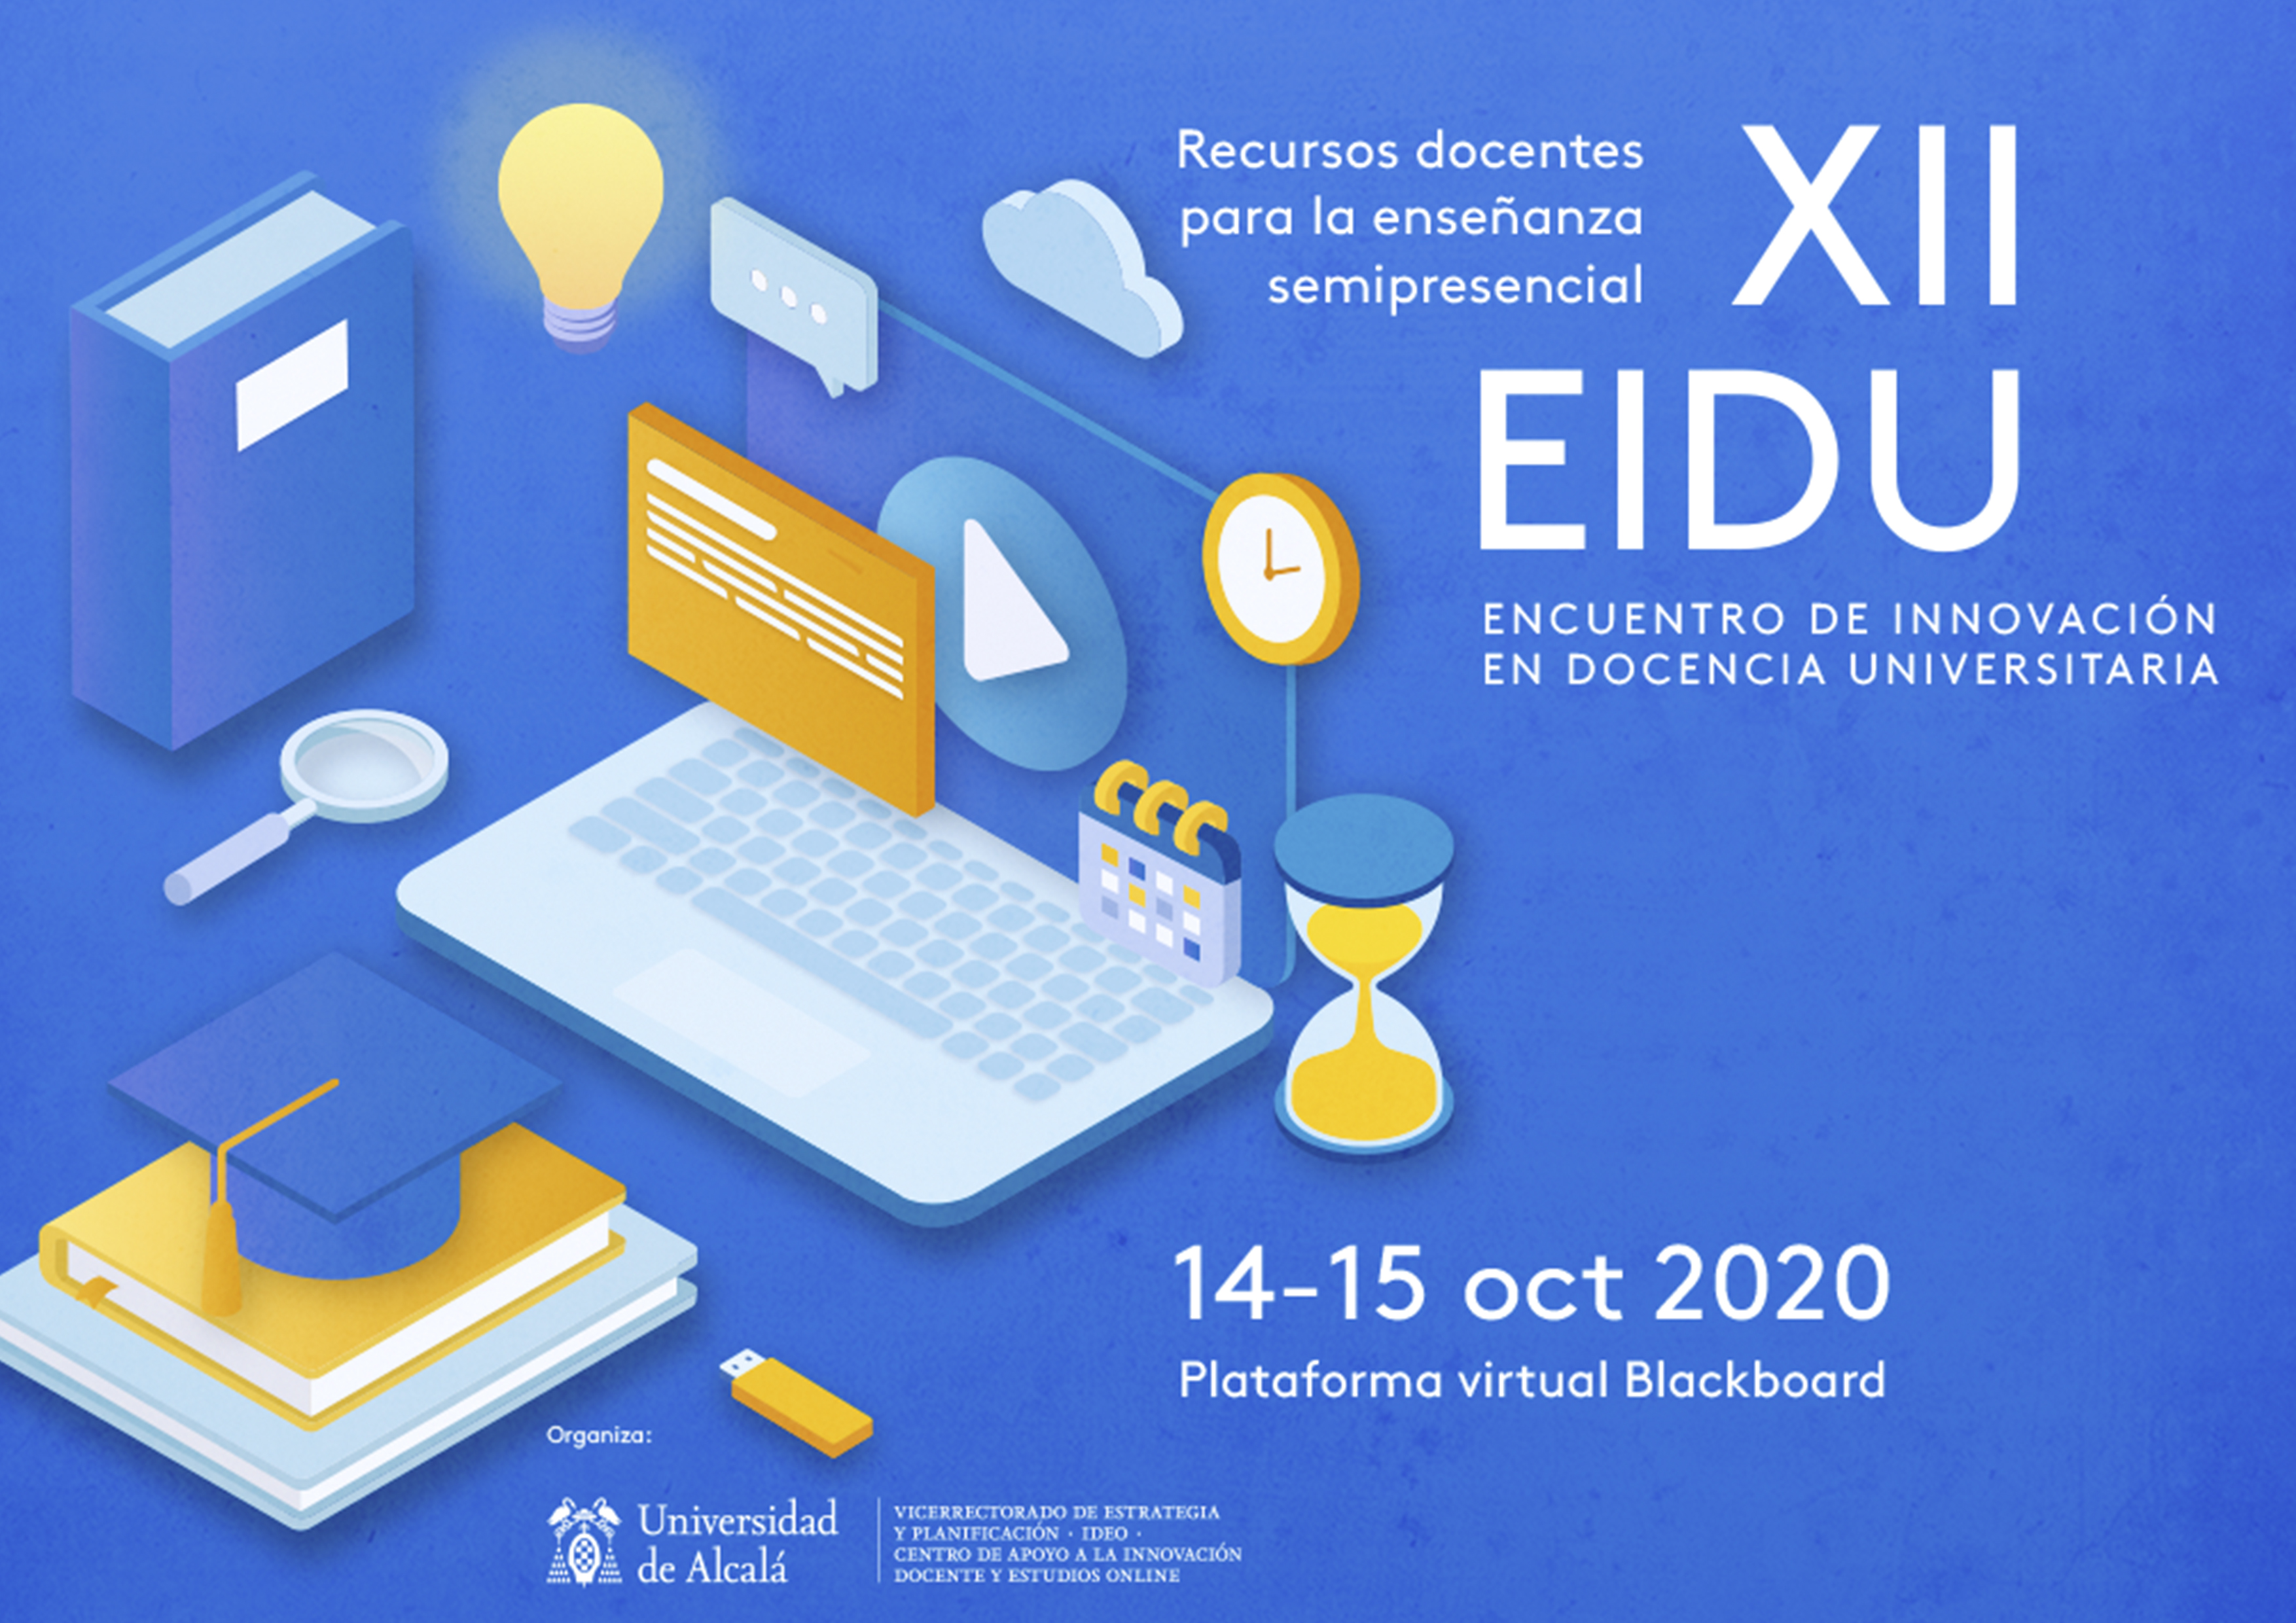 Recursos docentes
para la enseñanza
semipresencial
XII
EIDU
ENCUENTRO DE INNOVACIÓN
EN DOCENCIA UNIVERSITARIA
14-15 oct 2020
Plataforma virtual Blackboard
Organiza:
Universidad
de Alcalá
VICERRECTORADO DE ESTRATEGIA
Y PLANIFICACIÓN · IDEO ·
CENTRO DE APOYO A LA INNOVACIÓN
DOCENTE Y ESTUDIOS ONLINE